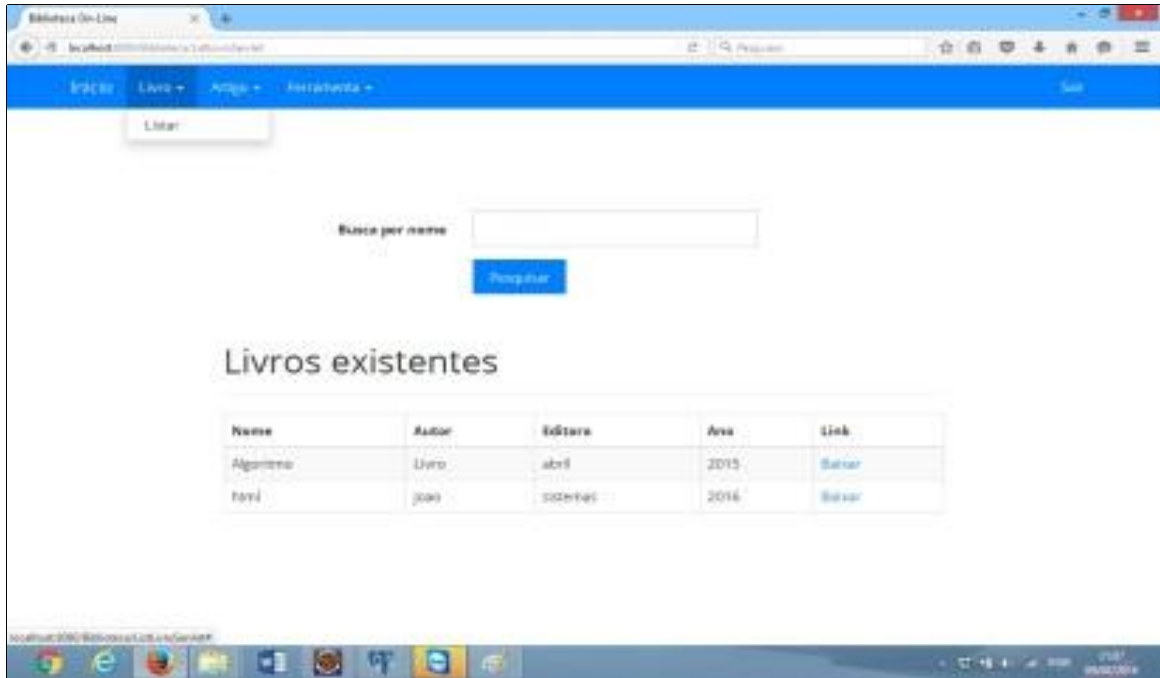 Biblioteca On-Line
Pesquisar
Início Livro Artigo Ferramenta Sair
Listar
Busca por nome
Pesquisar
Livros existentes
Nome Autor Editora Ano Link
Algoritmo Livro abril 2015 Baixar
html joao sistemas 2016 Baixar